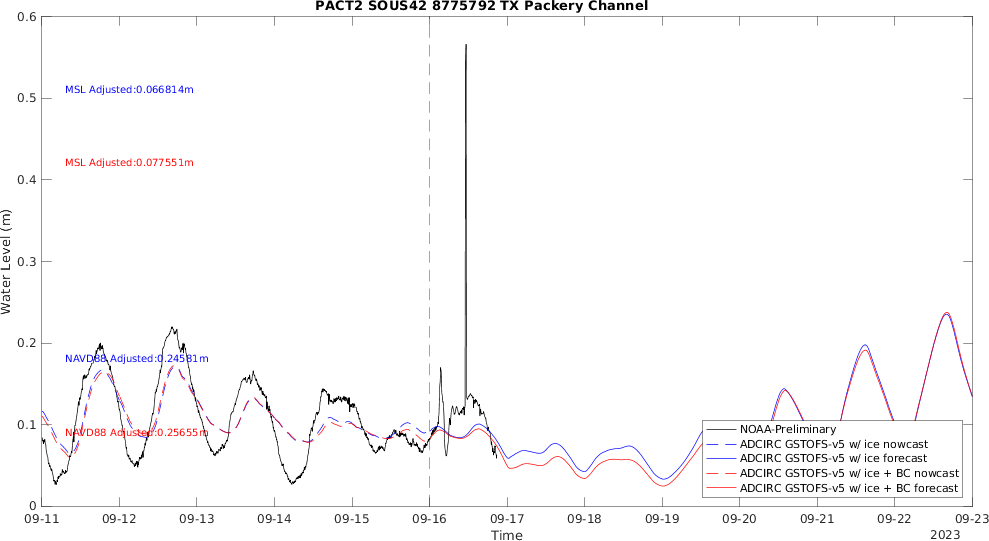 PACT2 SOUS42 8775792 TX Packery Channel
0.6
0.5
0.4
0.3
0.2
0.1
0
Water Level (m)
MSL Adjusted:0.066814m
MSL Adjusted:0.077551m
NAVD88 Adjusted:0.24581m
NAVD88 Adjusted:0.25655m
NOAA-Preliminary
ADCIRC GSTOFS-v5 w/ ice nowcast
ADCIRC GSTOFS-v5 w/ ice forecast
ADCIRC GSTOFS-v5 w/ ice + BC nowcast
ADCIRC GSTOFS-v5 w/ ice + BC forecast
09-11 09-12 09-13 09-14 09-15 09-16 09-17 09-18 09-19 09-20 09-21 09-22 09-23
Time
2023